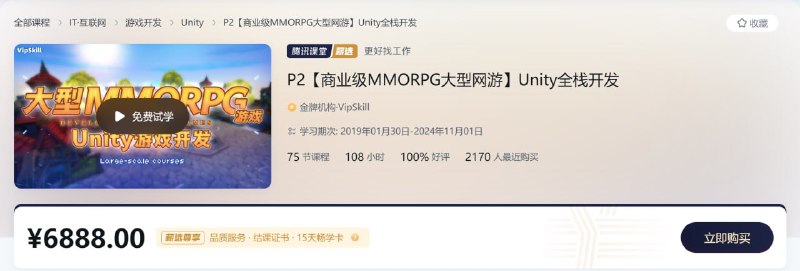 全部课程 > IT·互联网 > 游戏开发 > Unity > P2【商业级MMORPG大型网游】Unity全栈开发
收藏
VipSkill
大型MMORPG游戏
免费试学
Unity游戏开发
Large-scale courses
腾讯课堂 薪选 更好找工作
P2【商业级MMORPG大型网游】Unity全栈开发
金牌机构·VipSkill
学习期次: 2019年01月30日-2024年11月01日
75 节课程 108 小时 100% 好评 2170 人最近购买
¥6888.00 薪选尊享 品质服务 · 结课证书 · 15天畅学卡
立即购买